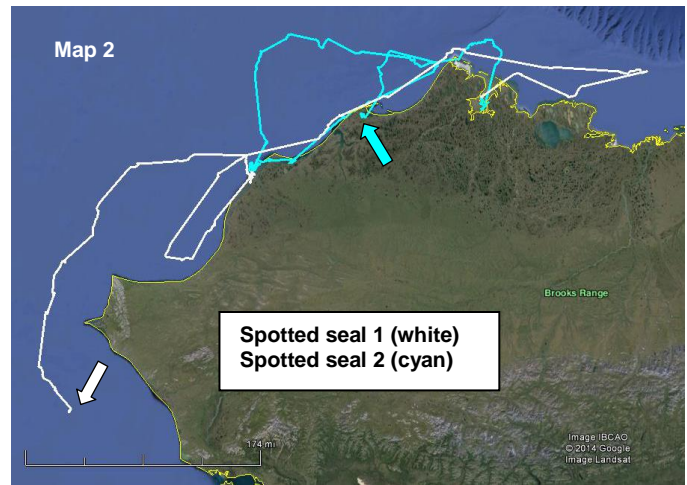 Map 2
Brooks Range
Spotted seal 1 (white)
Spotted seal 2 (cyan)
174 mi
Image IBCAO
© 2014 Google
Image Landsat